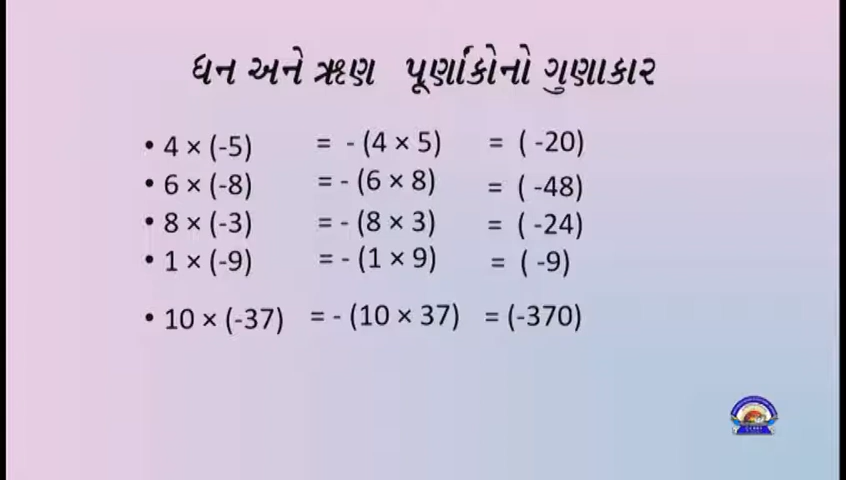 ધન અને ઋણ પૂર્ણાકોનો ગુણાકાર
• 4 × (-5) = - (4 × 5) = ( -20)
• 6 × (-8) = - (6 × 8) = ( -48)
• 8 × (-3) = - (8 × 3) = ( -24)
• 1 × (-9) = - (1 × 9) = ( -9)
• 10 × (-37) = - (10 × 37) = (-370)